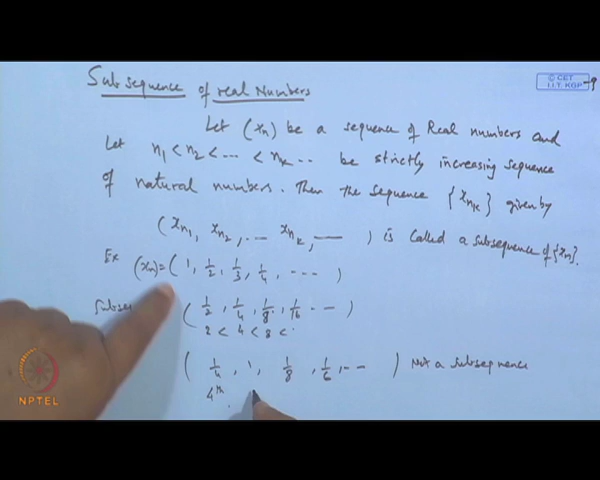 Subsequence of real Numbers
© CET
I.I.T. KGP
Let (xn) be a sequence of Real numbers and
Let n1 < n2 < ... < nk .. be strictly increasing sequence
of natural numbers. Then the sequence {xnk} given by
(xn1, xn2, ... xnk, — ) is called a subsequence of {xn}.
Ex (xn) = ( 1, 1/2, 1/3, 1/4, ... )
( 1/2, 1/4, 1/8, 1/16 ... )
2 < 4 < 8 < .
( 1/4, 1, 1/8, 1/6, ... ) Not a subsequence
4th
NPTEL